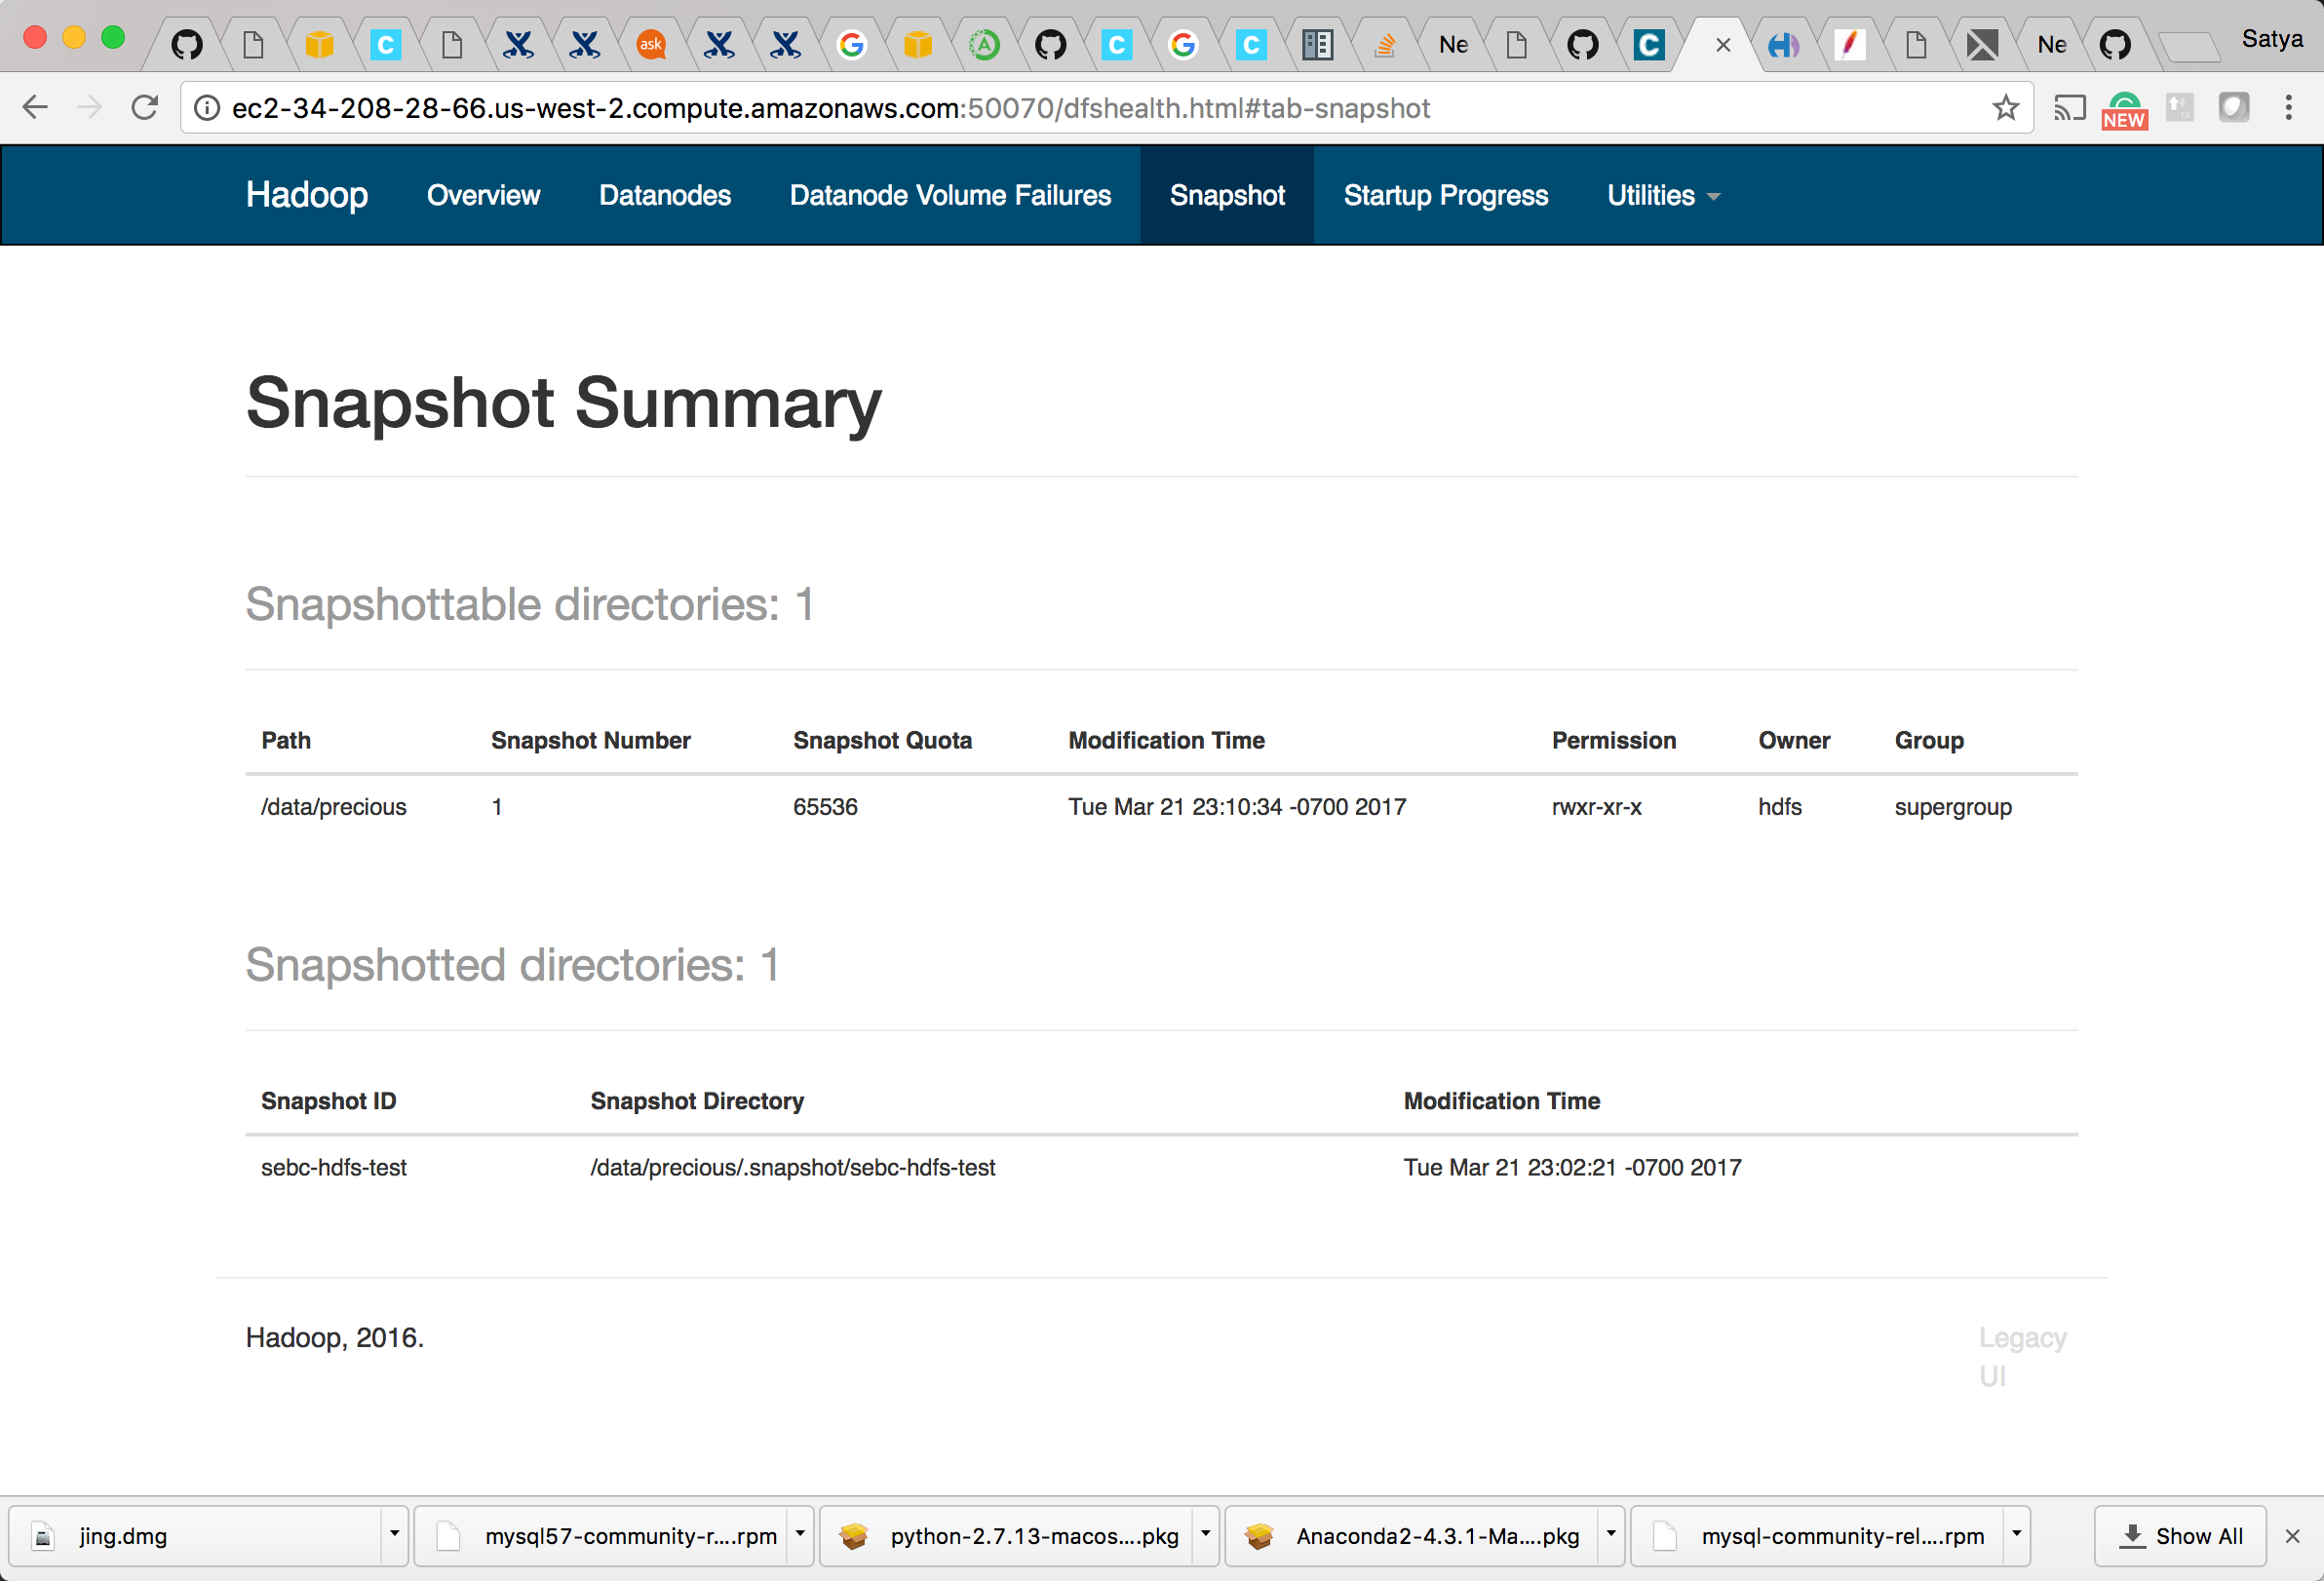 ask
Ne
Ne
Satya
ec2-34-208-28-66.us-west-2.compute.amazonaws.com:50070/dfshealth.html#tab-snapshot
NEW
Hadoop Overview Datanodes Datanode Volume Failures Snapshot Startup Progress Utilities
Snapshot Summary
Snapshottable directories: 1
Path Snapshot Number Snapshot Quota Modification Time Permission Owner Group
/data/precious 1 65536 Tue Mar 21 23:10:34 -0700 2017 rwxr-xr-x hdfs supergroup
Snapshotted directories: 1
Snapshot ID Snapshot Directory Modification Time
sebc-hdfs-test /data/precious/.snapshot/sebc-hdfs-test Tue Mar 21 23:02:21 -0700 2017
Hadoop, 2016.
Legacy
UI
jing.dmg mysql57-community-r....rpm python-2.7.13-macos....pkg Anaconda2-4.3.1-Ma....pkg mysql-community-rel....rpm Show All